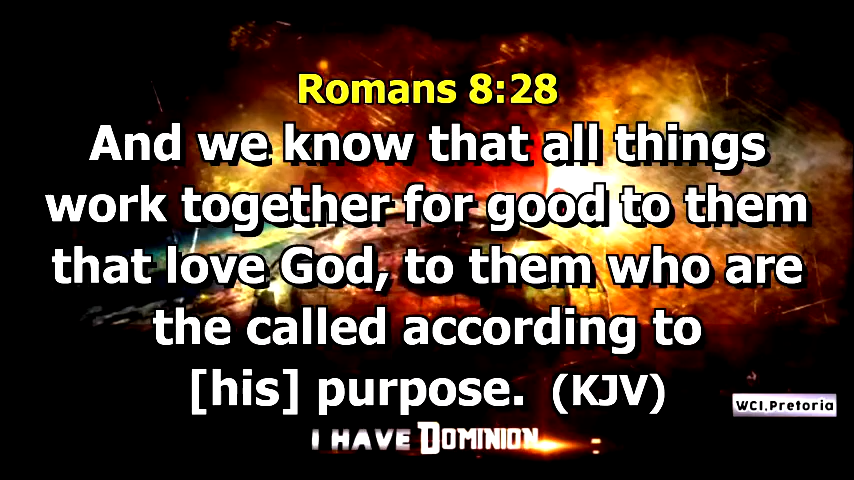 Romans 8:28
And we know that all things
work together for good to them
that love God, to them who are
the called according to
[his] purpose. (KJV)
WCI.Pretoria
I HAVE DOMINION